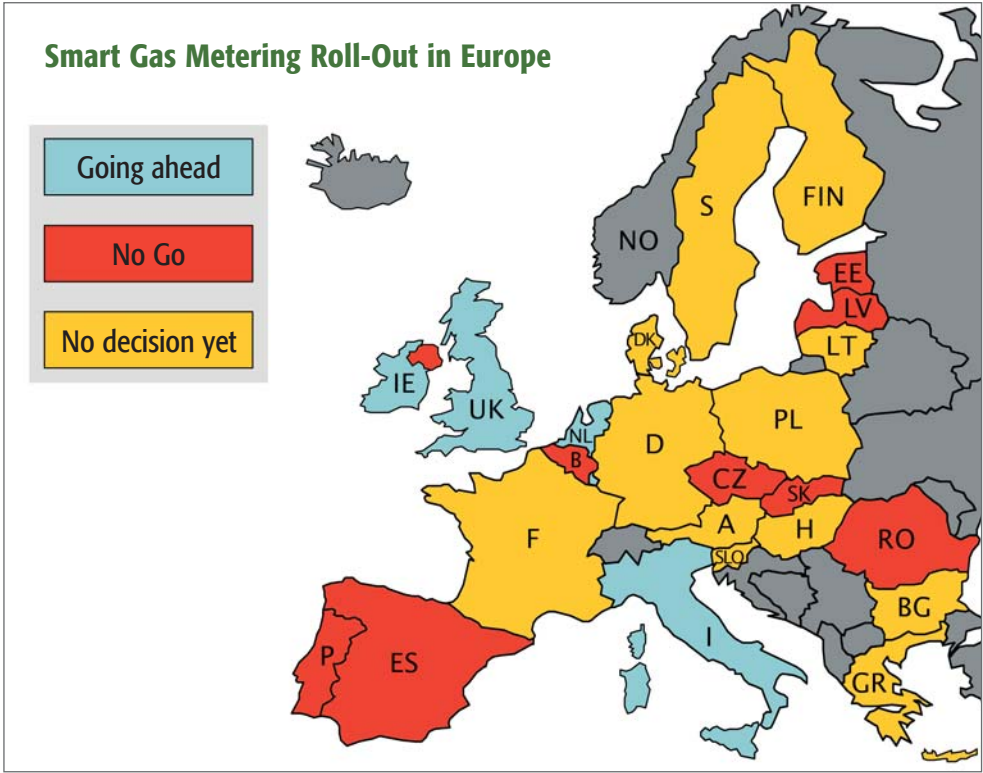 Smart Gas Metering Roll-Out in Europe
Going ahead
No Go
No decision yet
S
FIN
NO
EE
LV
LT
DK
IE
UK
NL
B
D
PL
CZ
SK
A
H
SLO
F
RO
BG
I
P
ES
GR